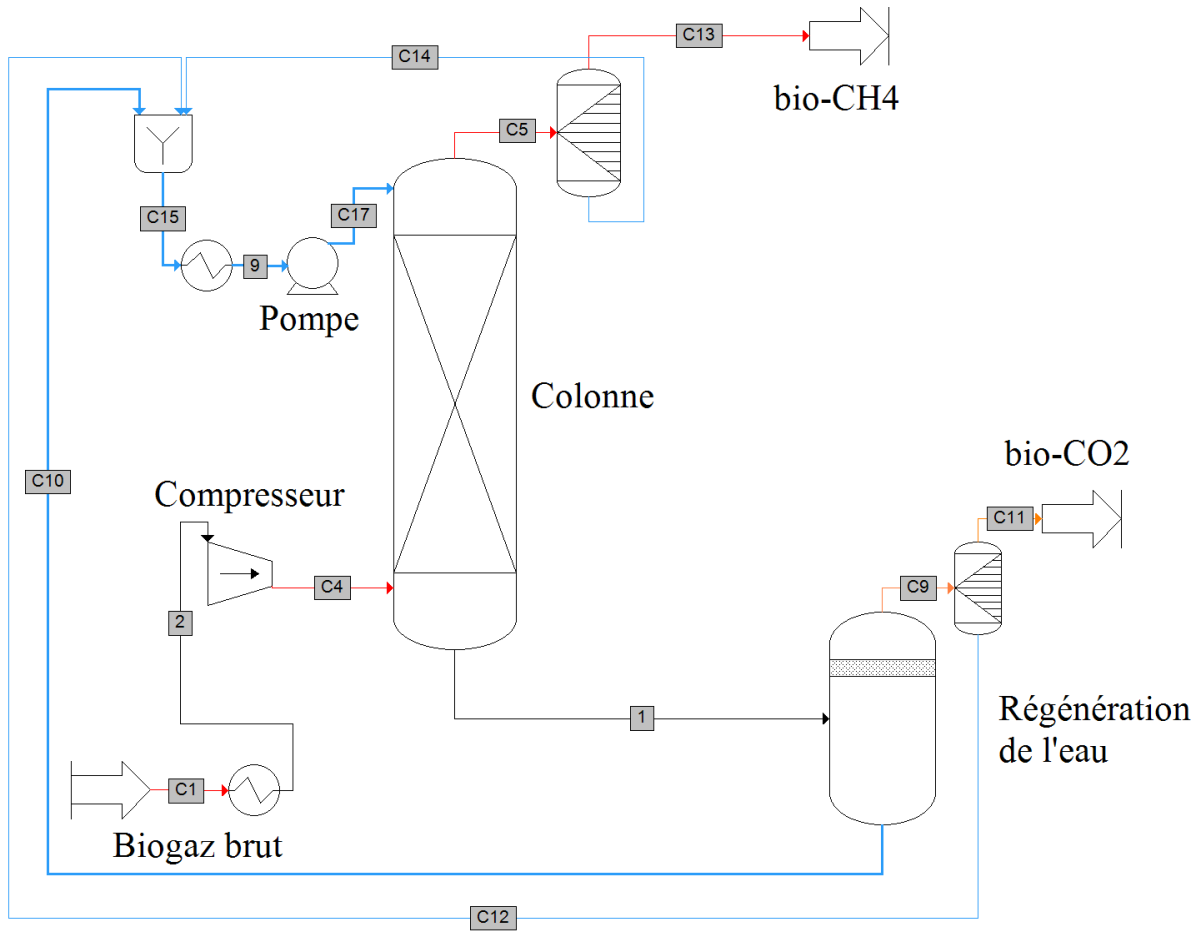 C13
C14
bio-CH4
C5
C15
C17
9
Pompe
Colonne
bio-CO2
C10
Compresseur
C11
C4
C9
2
1
Régénération
de l'eau
C1
Biogaz brut
C12